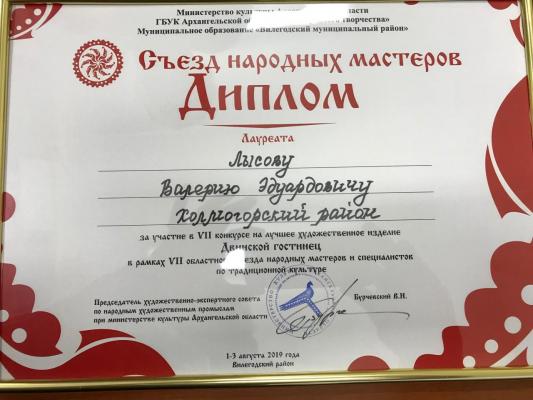 Министерство культуры области
ГБУК Архангельской творчества»
Муниципальное образование «Вилегодский муниципальный район»
Съезд народных мастеров
Диплом
Лауреата
Лысову
Валерию Эдуардовичу
Холмогорский район
за участие в VII конкурсе на лучшее художественное изделие
Двинской гостинец
в рамках VII областного съезда народных мастеров и специалистов
по традиционной культуре
Председатель художественно-экспертного совета
по народным художественным промыслам
при министерстве культуры Архангельской области
Бурчевский В.Н.
1-3 августа 2019 года
Вилегодский район